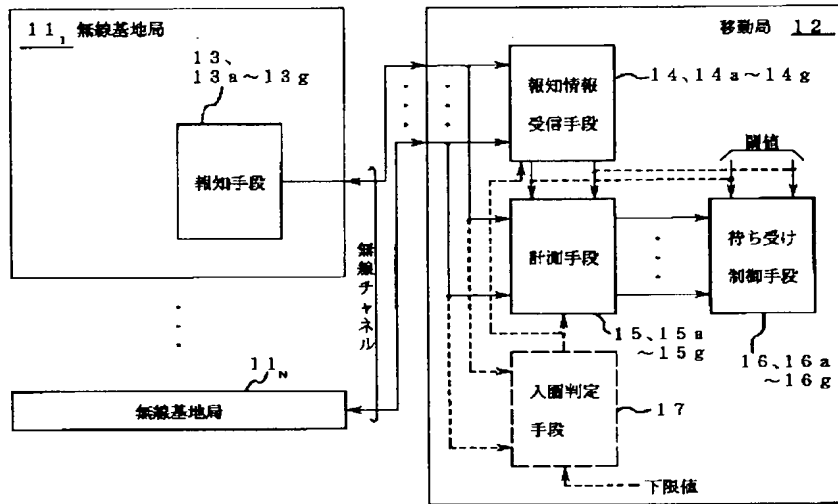 11₁ 無線基地局
13、
13a～13g
報知手段
11N
無線基地局
無線チャネル
移動局 12
報知情報
受信手段
14、14a～14g
閾値
計測手段
待ち受け
制御手段
15、15a
～15g
16、16a
～16g
入圏判定
手段
17
下限値